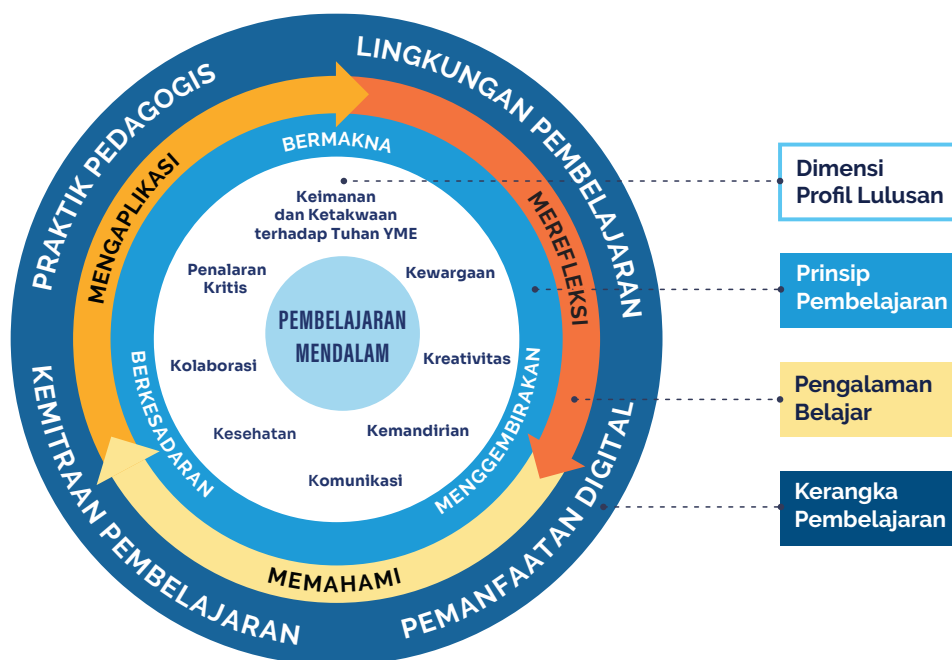 PRAKTIK PEDAGOGIS
LINGKUNGAN PEMBELAJARAN
PEMANFAATAN DIGITAL
KEMITRAAN PEMBELAJARAN
MENGAPLIKASI
MEREFLEKSI
MEMAHAMI
BERMAKNA
MENGGEMBIRAKAN
BERKESADARAN
Keimanan
dan Ketakwaan
terhadap Tuhan YME
Kewargaan
Penalaran
Kritis
PEMBELAJARAN
MENDALAM
Kreativitas
Kolaborasi
Kemandirian
Kesehatan
Komunikasi
Dimensi
Profil Lulusan
Prinsip
Pembelajaran
Pengalaman
Belajar
Kerangka
Pembelajaran